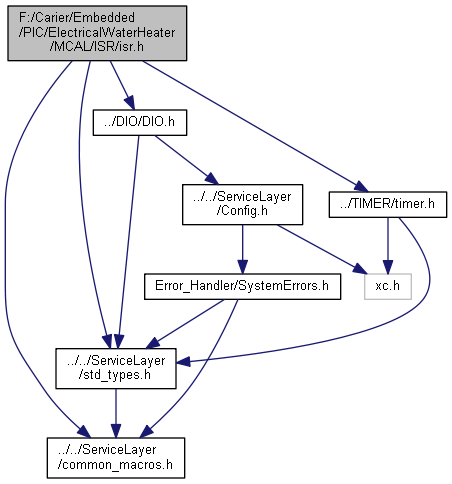 F:/Carier/Embedded
/PIC/ElectricalWaterHeater
/MCAL/ISR/isr.h
../DIO/DIO.h
../../ServiceLayer
/Config.h
../TIMER/timer.h
Error_Handler/SystemErrors.h
xc.h
../../ServiceLayer
/std_types.h
../../ServiceLayer
/common_macros.h